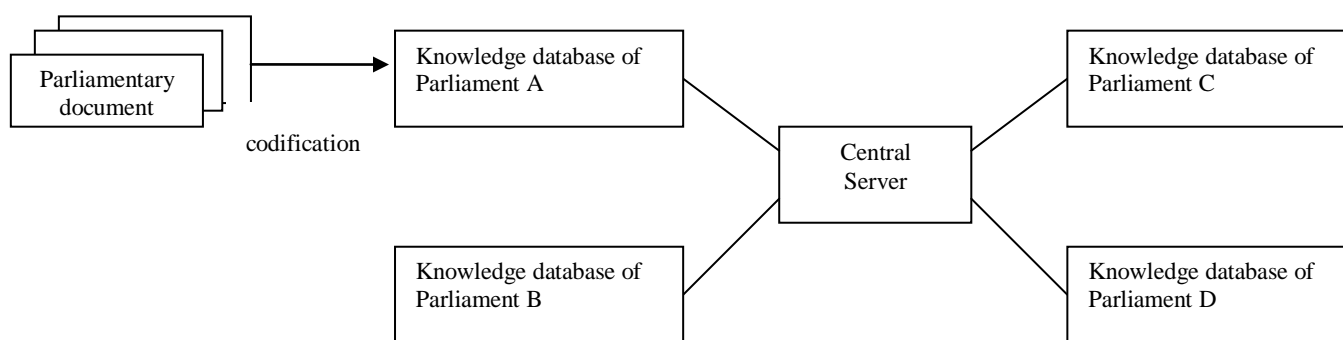 Parliamentary
document
codification
Knowledge database of
Parliament A
Knowledge database of
Parliament B
Central
Server
Knowledge database of
Parliament C
Knowledge database of
Parliament D